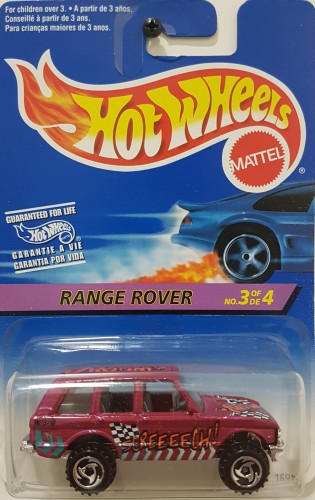 For children over 3. • A partir de 3 años.
Conseillé à partir de 3 ans.
Para crianças maiores de 3 años.
Hot Wheels
MATTEL
®
GUARANTEED FOR LIFE
Hot Wheels
GARANTIE A VIE
GARANTIA POR VIDA
RANGE ROVER
NO. 3 OF DE 4
SCREEEECH!